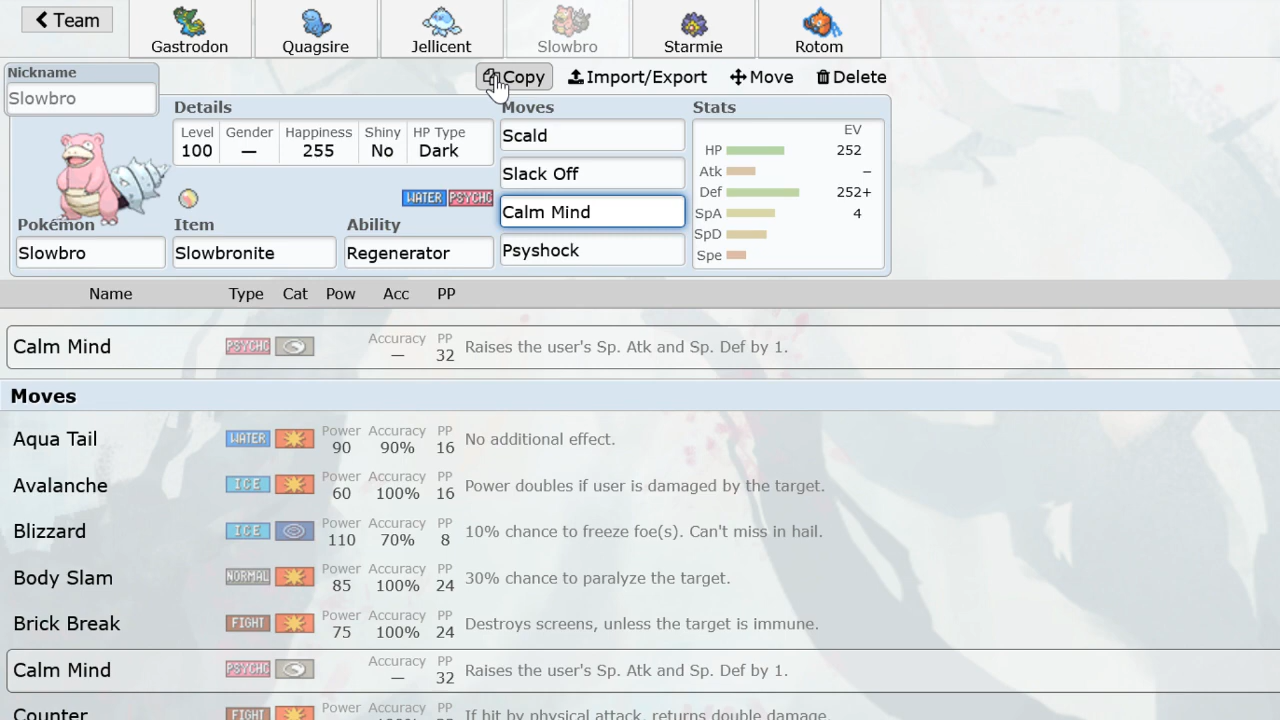 Team
Gastrodon
Quagsire
Jellicent
Slowbro
Starmie
Rotom
Nickname
Slowbro
Copy
Import/Export
Move
Delete
Details
Moves
Stats
Level
100
Gender
—
Happiness
255
Shiny
No
HP Type
Dark
WATER PSYCHC
Pokémon
Slowbro
Item
Slowbronite
Ability
Regenerator
Scald
Slack Off
Calm Mind
Psyshock
EV
HP 252
Atk –
Def 252+
SpA 4
SpD
Spe
Name Type Cat Pow Acc PP
Calm Mind PSYCHC Accuracy — PP 32 Raises the user's Sp. Atk and Sp. Def by 1.
Moves
Aqua Tail WATER Power 90 Accuracy 90% PP 16 No additional effect.
Avalanche ICE Power 60 Accuracy 100% PP 16 Power doubles if user is damaged by the target.
Blizzard ICE Power 110 Accuracy 70% PP 8 10% chance to freeze foe(s). Can't miss in hail.
Body Slam NORMAL Power 85 Accuracy 100% PP 24 30% chance to paralyze the target.
Brick Break FIGHT Power 75 Accuracy 100% PP 24 Destroys screens, unless the target is immune.
Calm Mind PSYCHC Accuracy — PP 32 Raises the user's Sp. Atk and Sp. Def by 1.
Counter FIGHT Power Accuracy 100% PP If hit by physical attack, returns double damage.